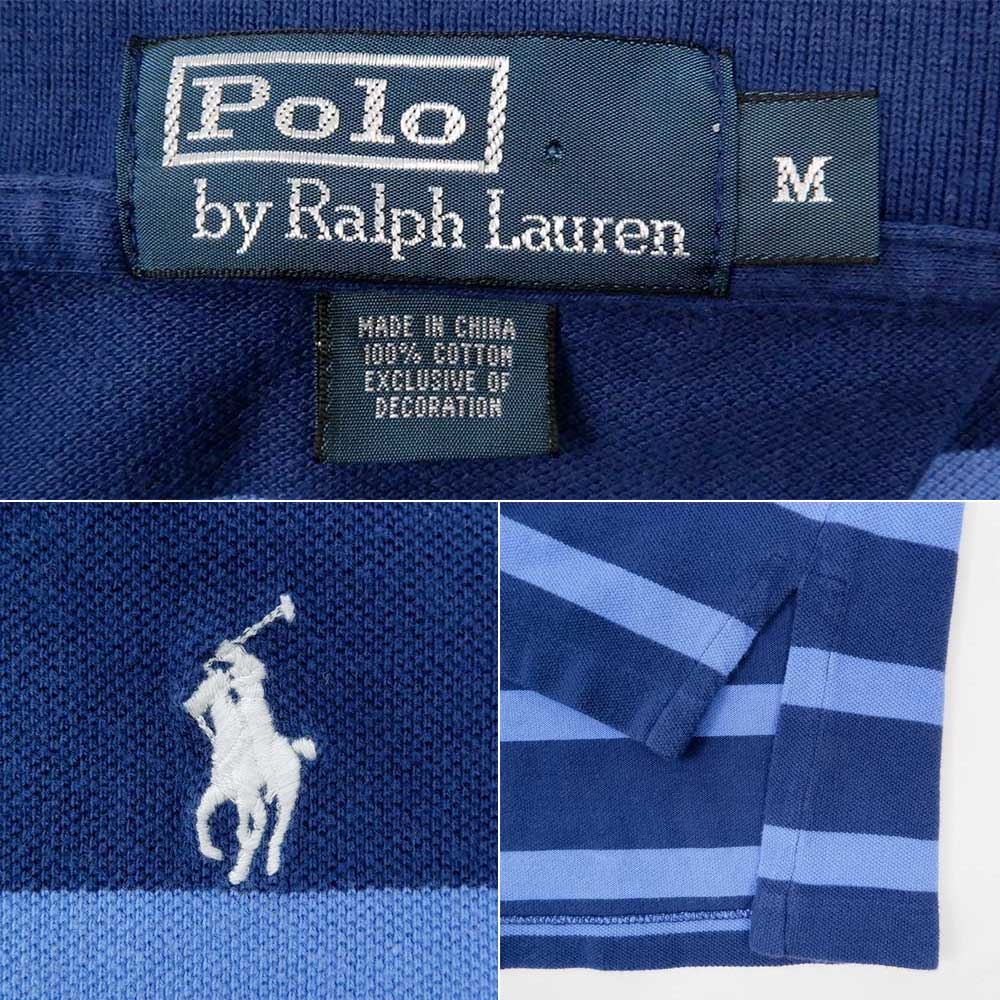 Polo
by Ralph Lauren
M
MADE IN CHINA
100% COTTON
EXCLUSIVE OF
DECORATION